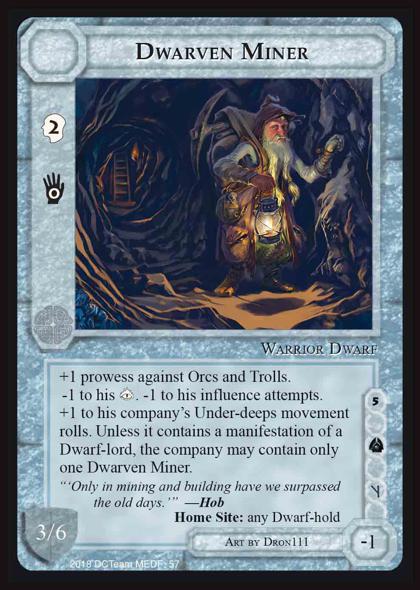 DWARVEN MINER
2
WARRIOR DWARF
+1 prowess against Orcs and Trolls.
-1 to his . -1 to his influence attempts.
+1 to his company's Under-deeps movement
rolls. Unless it contains a manifestation of a
Dwarf-lord, the company may contain only
one Dwarven Miner.
"'Only in mining and building have we surpassed
the old days.'" —Hob
Home Site: any Dwarf-hold
5
3/6
ART BY DRON111
-1
2018 DCTeam MEDF: 57